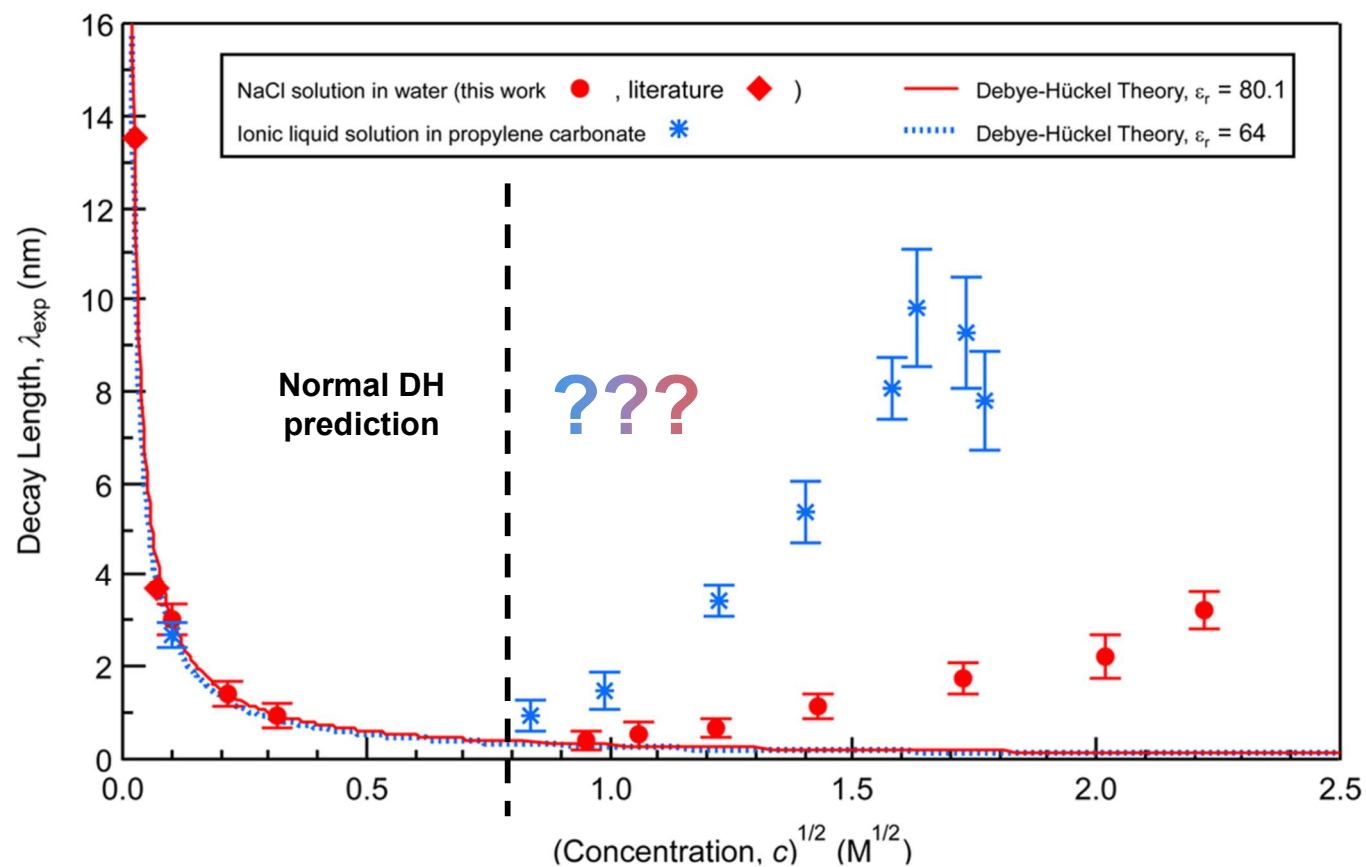 16
14
12
10
8
6
4
2
0
Decay Length, λexp (nm)
NaCl solution in water (this work , literature )
Debye-Hückel Theory, εr = 80.1
Ionic liquid solution in propylene carbonate
Debye-Hückel Theory, εr = 64
Normal DH
prediction
???
0.0 0.5 1.0 1.5 2.0 2.5
(Concentration, c)1/2 (M1/2)